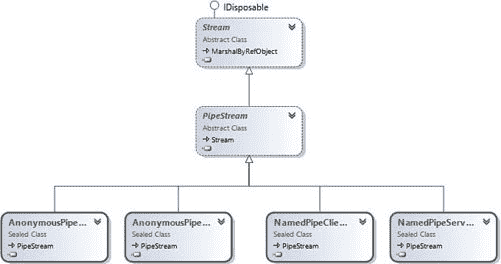 IDisposable
Stream
Abstract Class
MarshalByRefObject
PipeStream
Abstract Class
Stream
AnonymousPipe...
Sealed Class
PipeStream
AnonymousPipe...
Sealed Class
PipeStream
NamedPipeClie...
Sealed Class
PipeStream
NamedPipeServ...
Sealed Class
PipeStream